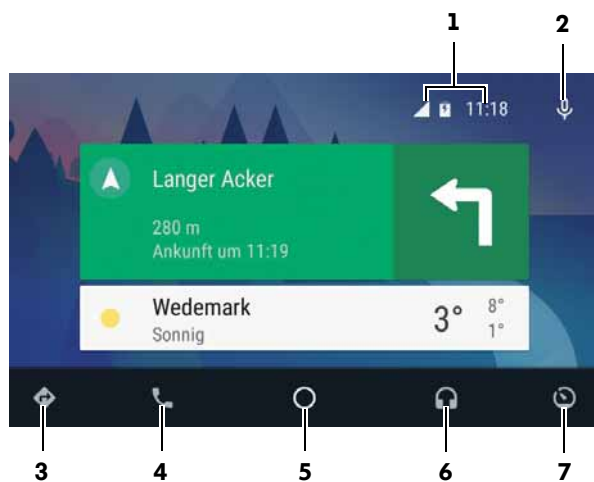 1 2
11:18
Langer Acker
280 m
Ankunft um 11:19
Wedemark
Sonnig
3° 8°
1°
3 4 5 6 7